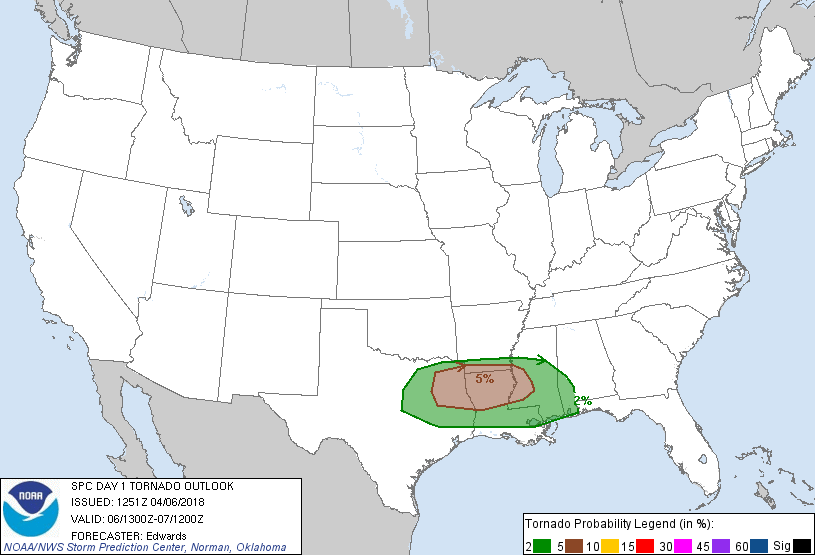 5%
2%
NOAA
SPC DAY 1 TORNADO OUTLOOK
ISSUED: 1251Z 04/06/2018
VALID: 06/1300Z-07/1200Z
FORECASTER: Edwards
NOAA/NWS Storm Prediction Center, Norman, Oklahoma
Tornado Probability Legend (in %):
2 5 10 15 30 45 60 Sig